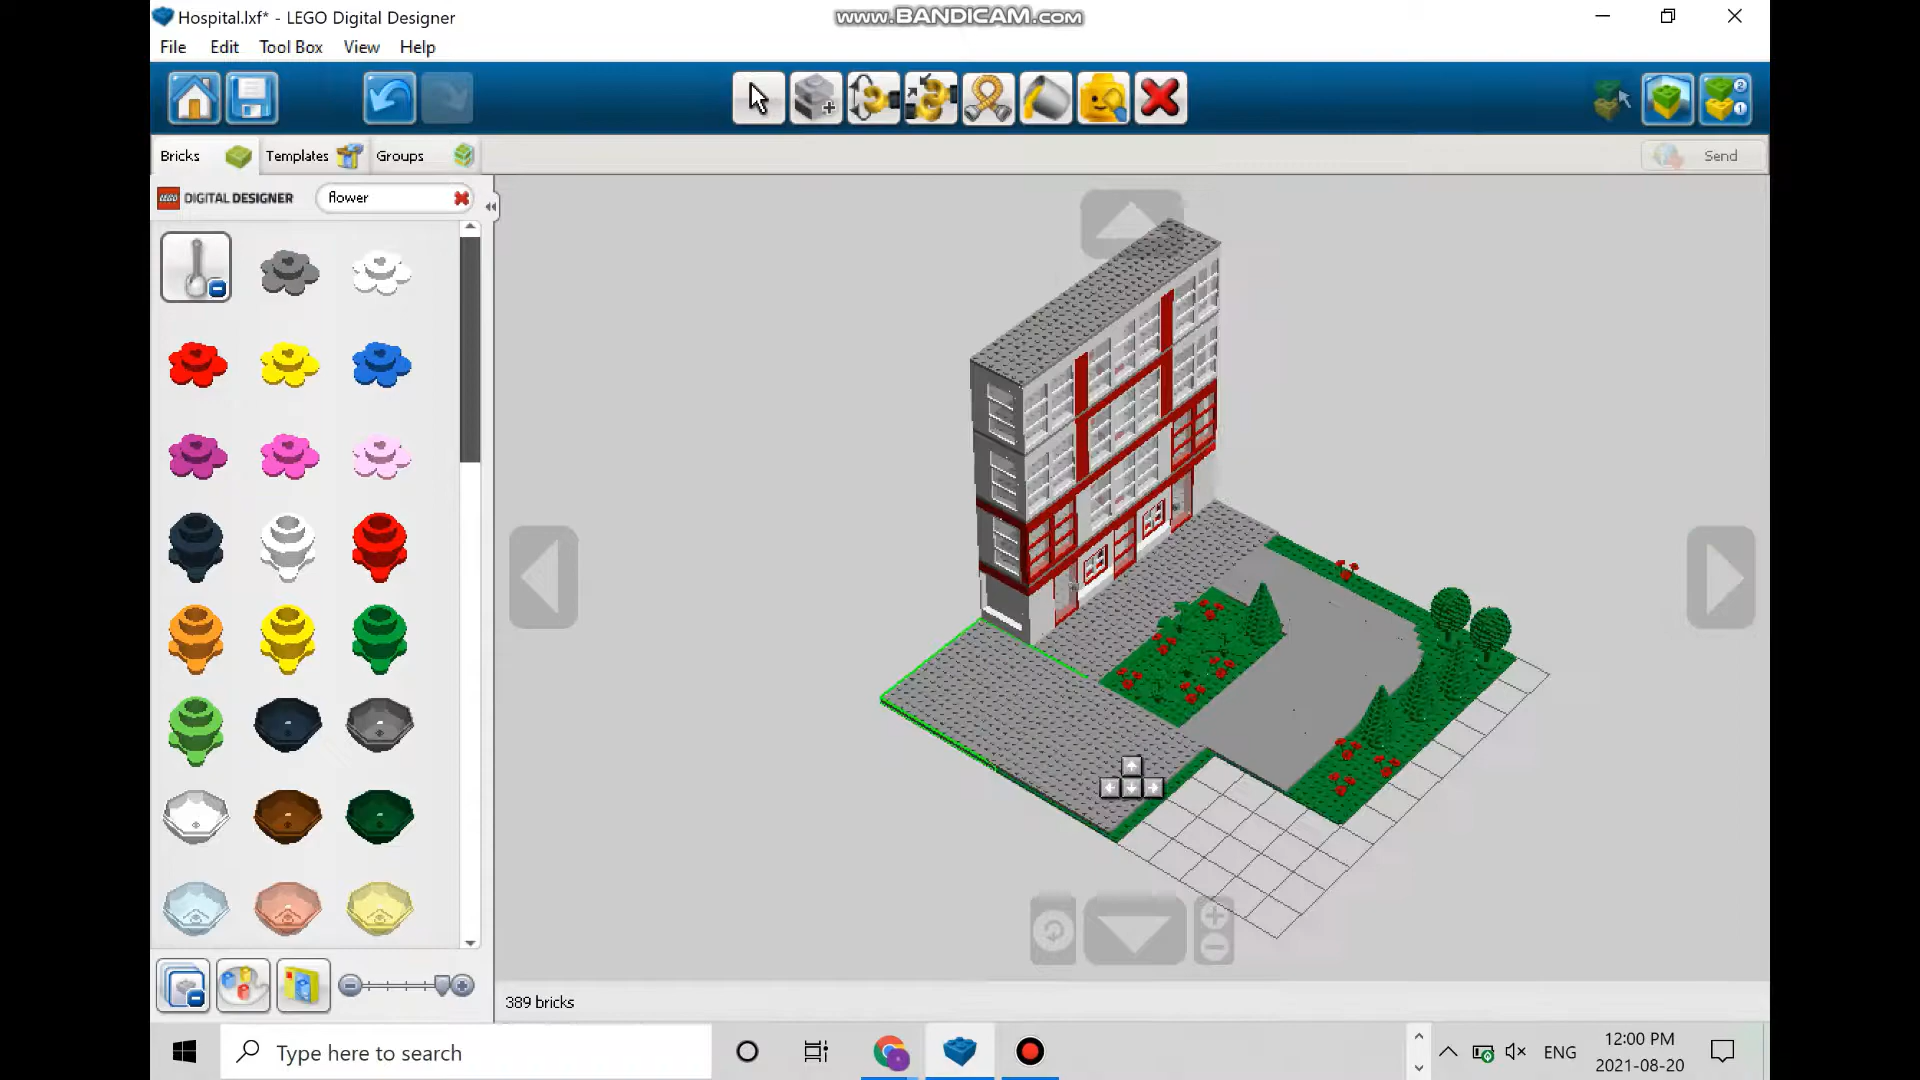 Hospital.lxf* - LEGO Digital Designer
www.BANDICAM.com
File Edit Tool Box View Help
Bricks Templates Groups Send
LEGO DIGITAL DESIGNER flower
389 bricks
Type here to search
ENG
12:00 PM
2021-08-20